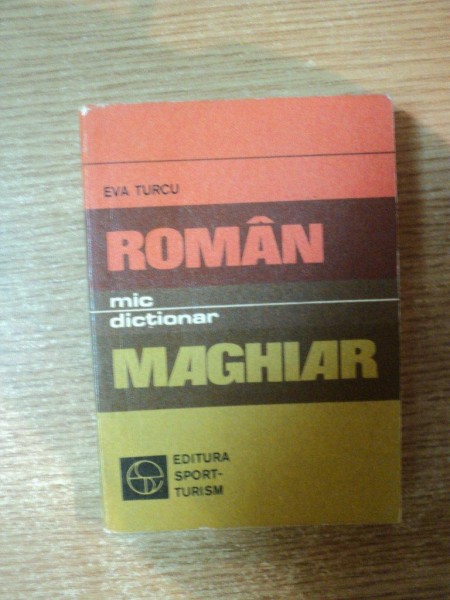 EVA TURCU
ROMÂN
mic
dicționar
MAGHIAR
EDITURA
SPORT-
TURISM